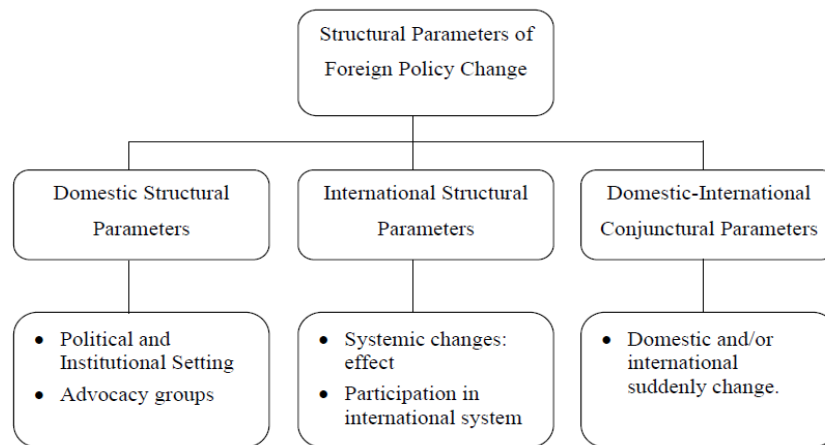 Structural Parameters of
Foreign Policy Change
Domestic Structural
Parameters
International Structural
Parameters
Domestic-International
Conjunctural Parameters
• Political and
Institutional Setting
• Advocacy groups
• Systemic changes:
effect
• Participation in
international system
• Domestic and/or
international
suddenly change.